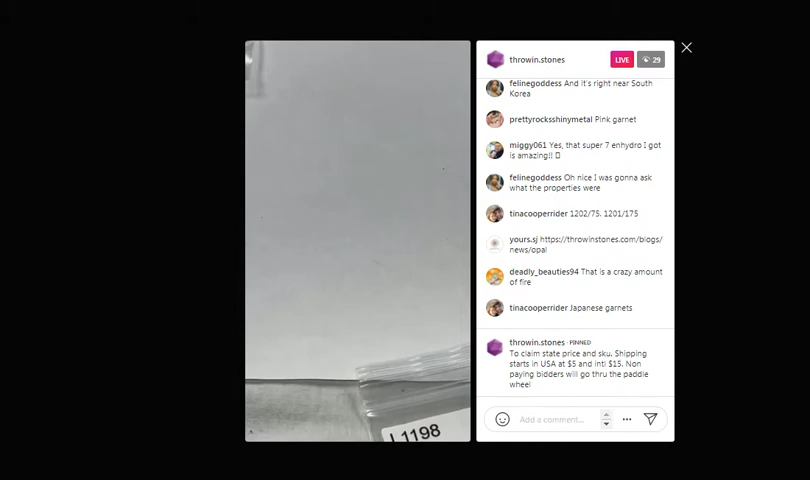 throwin.stones LIVE 29
felinegoddess And it's right near South
Korea
prettyrocksshinymetal Pink garnet
miggy061 Yes, that super 7 enhydro I got
is amazing!!
felinegoddess Oh nice I was gonna ask
what the properties were
tinacooperrider 1202/75. 1201/175
yours.sj https://throwinstones.com/blogs/
news/opal
deadly_beauties94 That is a crazy amount
of fire
tinacooperrider Japanese garnets
throwin.stones · PINNED
To claim state price and sku. Shipping
starts in USA at $5 and intl $15. Non
paying bidders will go thru the paddle
wheel
Add a comment...
L1198